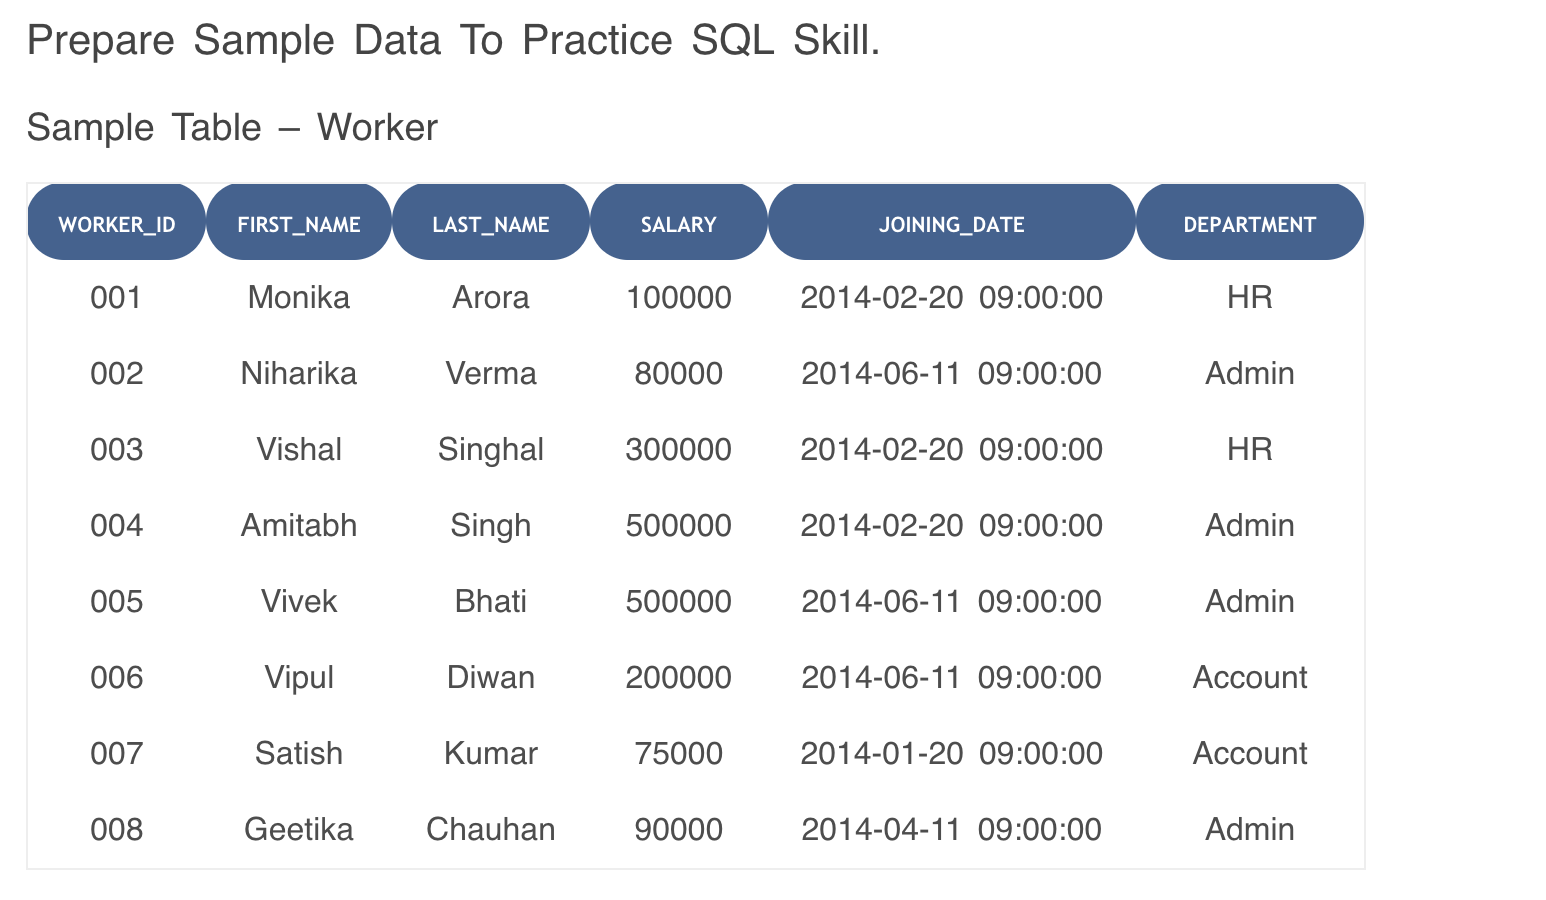 Prepare Sample Data To Practice SQL Skill.
Sample Table – Worker
WORKER_ID FIRST_NAME LAST_NAME SALARY JOINING_DATE DEPARTMENT
001 Monika Arora 100000 2014-02-20 09:00:00 HR
002 Niharika Verma 80000 2014-06-11 09:00:00 Admin
003 Vishal Singhal 300000 2014-02-20 09:00:00 HR
004 Amitabh Singh 500000 2014-02-20 09:00:00 Admin
005 Vivek Bhati 500000 2014-06-11 09:00:00 Admin
006 Vipul Diwan 200000 2014-06-11 09:00:00 Account
007 Satish Kumar 75000 2014-01-20 09:00:00 Account
008 Geetika Chauhan 90000 2014-04-11 09:00:00 Admin